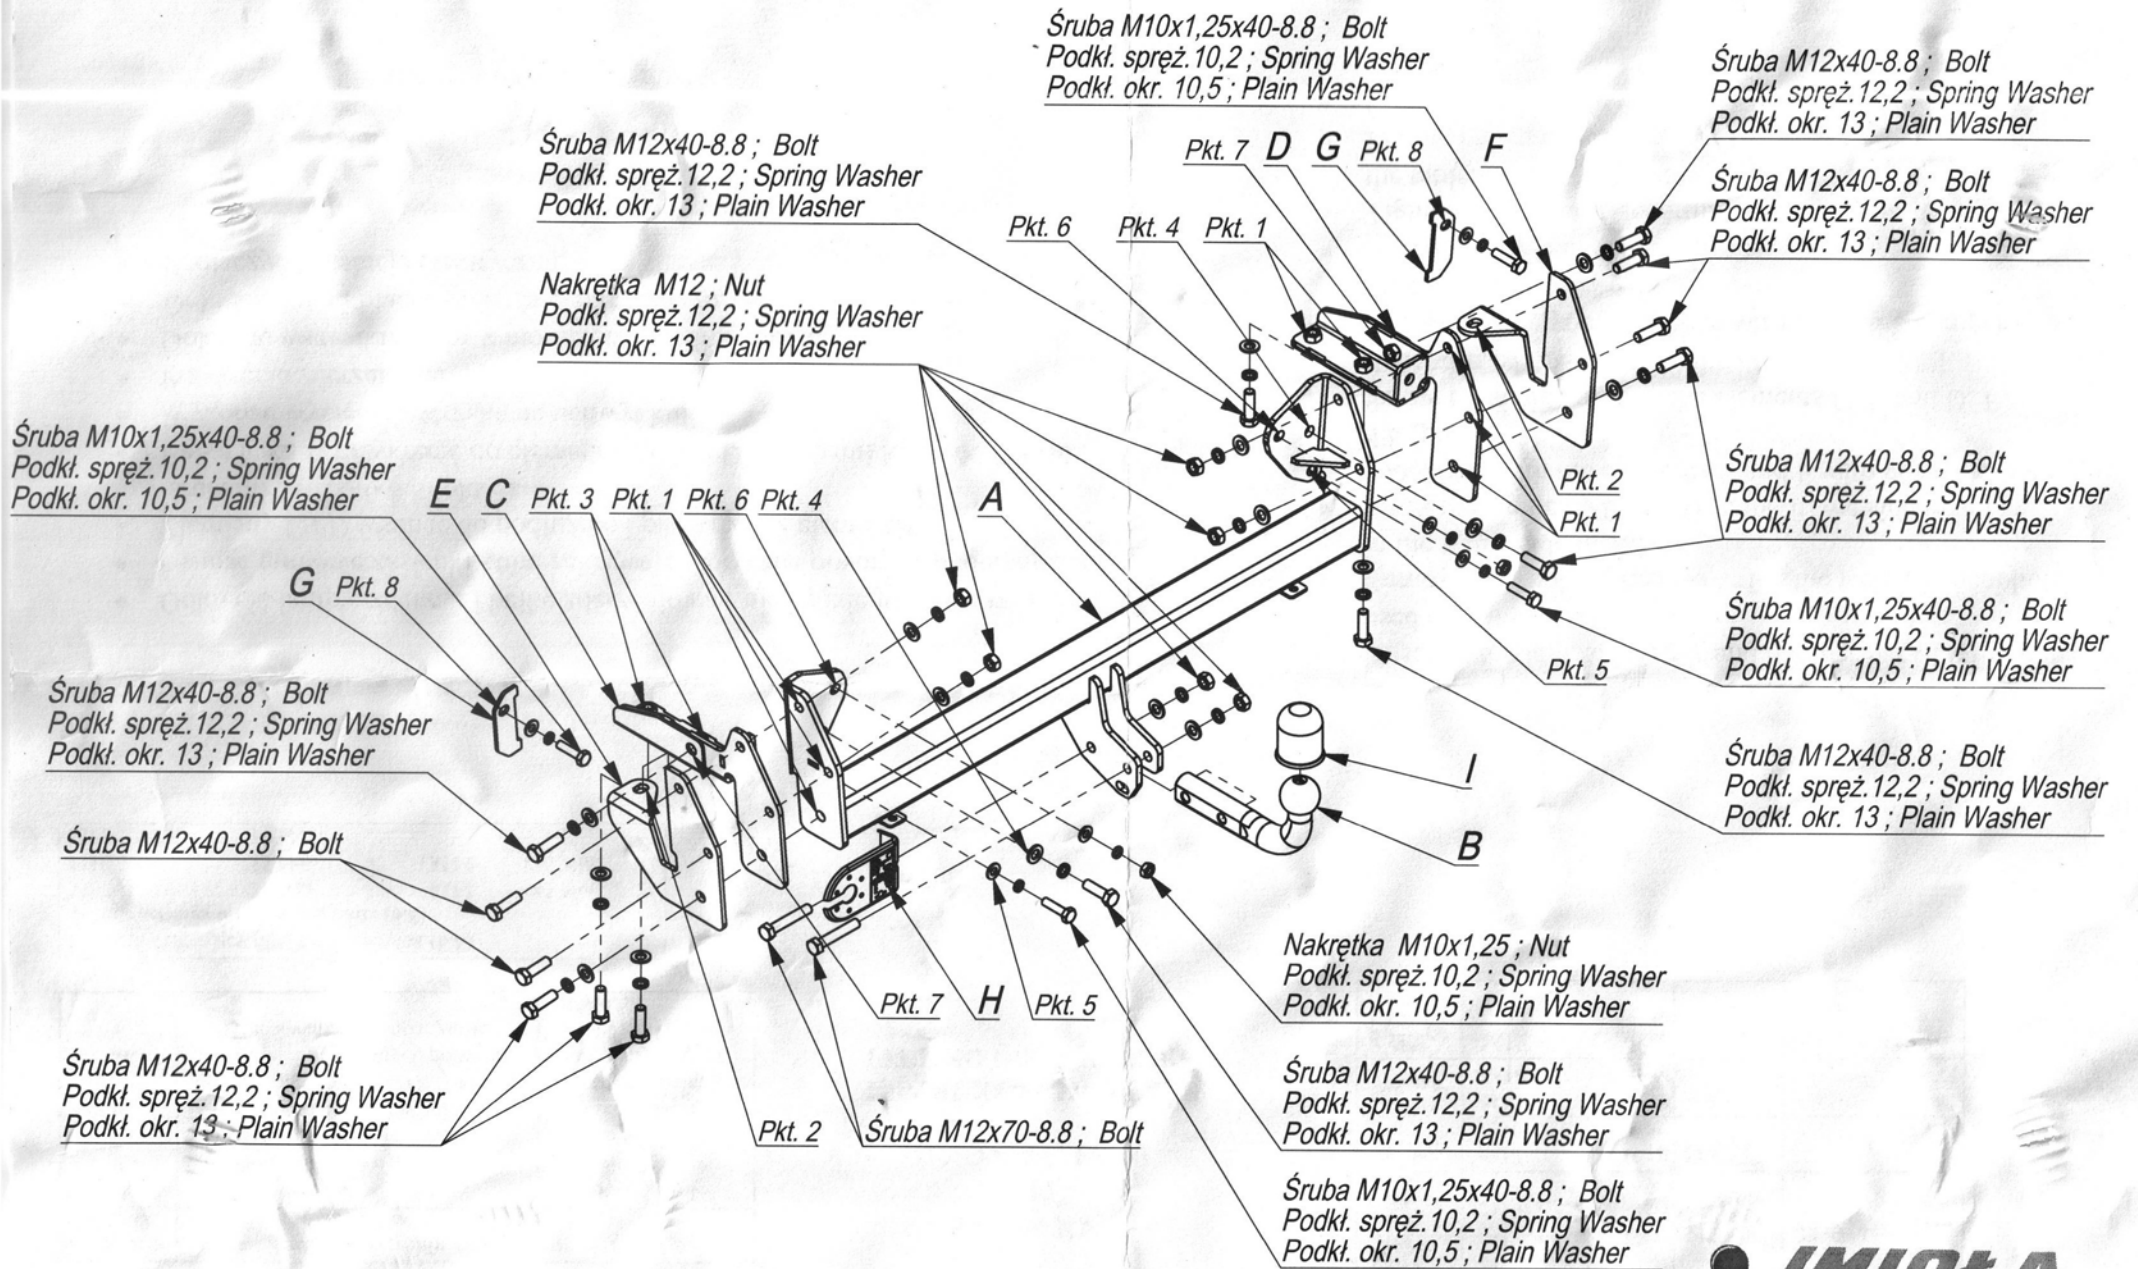 Śruba M10x1,25x40-8.8 ; Bolt
Podkł. spręż.10,2 ; Spring Washer
Podkł. okr. 10,5 ; Plain Washer
Śruba M12x40-8.8 ; Bolt
Podkł. spręż.12,2 ; Spring Washer
Podkł. okr. 13 ; Plain Washer
Śruba M12x40-8.8 ; Bolt
Podkł. spręż.12,2 ; Spring Washer
Podkł. okr. 13 ; Plain Washer
Pkt. 7 D G Pkt. 8 F
Śruba M12x40-8.8 ; Bolt
Podkł. spręż.12,2 ; Spring Washer
Podkł. okr. 13 ; Plain Washer
Pkt. 6 Pkt. 4 Pkt. 1
Nakrętka M12 ; Nut
Podkł. spręż.12,2 ; Spring Washer
Podkł. okr. 13 ; Plain Washer
Śruba M10x1,25x40-8.8 ; Bolt
Podkł. spręż.10,2 ; Spring Washer
Podkł. okr. 10,5 ; Plain Washer
E C Pkt. 3 Pkt. 1 Pkt. 6 Pkt. 4 A
Pkt. 2
Pkt. 1
Śruba M12x40-8.8 ; Bolt
Podkł. spręż.12,2 ; Spring Washer
Podkł. okr. 13 ; Plain Washer
G Pkt. 8
Śruba M10x1,25x40-8.8 ; Bolt
Podkł. spręż.10,2 ; Spring Washer
Podkł. okr. 10,5 ; Plain Washer
Pkt. 5
Śruba M12x40-8.8 ; Bolt
Podkł. spręż.12,2 ; Spring Washer
Podkł. okr. 13 ; Plain Washer
Śruba M12x40-8.8 ; Bolt
Podkł. spręż.12,2 ; Spring Washer
Podkł. okr. 13 ; Plain Washer
I
B
Śruba M12x40-8.8 ; Bolt
Pkt. 7 H Pkt. 5
Nakrętka M10x1,25 ; Nut
Podkł. spręż.10,2 ; Spring Washer
Podkł. okr. 10,5 ; Plain Washer
Śruba M12x40-8.8 ; Bolt
Podkł. spręż.12,2 ; Spring Washer
Podkł. okr. 13 ; Plain Washer
Pkt. 2 Śruba M12x70-8.8 ; Bolt
Śruba M12x40-8.8 ; Bolt
Podkł. spręż.12,2 ; Spring Washer
Podkł. okr. 13 ; Plain Washer
Śruba M10x1,25x40-8.8 ; Bolt
Podkł. spręż.10,2 ; Spring Washer
Podkł. okr. 10,5 ; Plain Washer
IMIOŁA